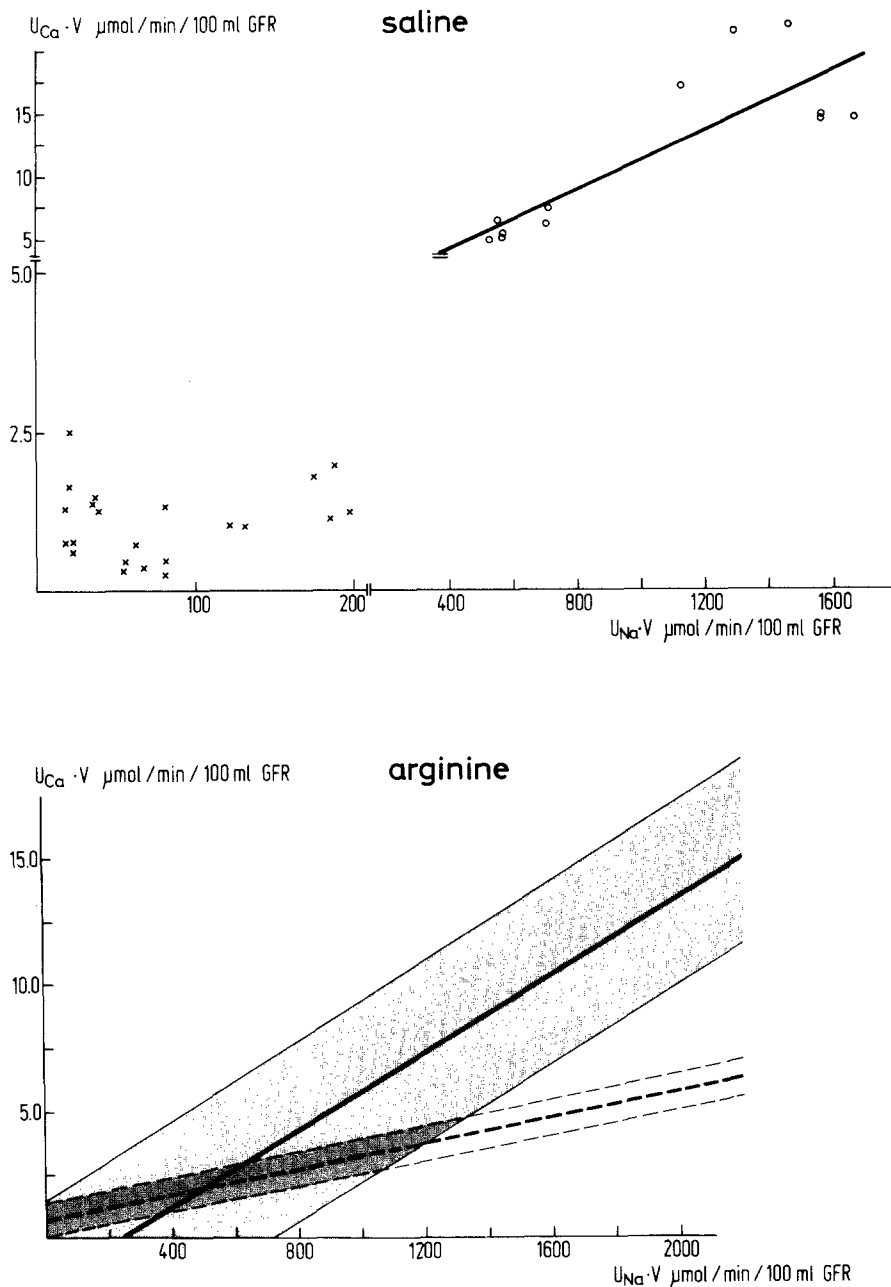 U_Ca · V µmol/min/100 ml GFR saline
15
10
5
5.0
2.5
100 200 400 800 1200 1600
U_Na·V µmol/min/100 ml GFR
U_Ca · V µmol/min/100 ml GFR arginine
15.0
10.0
5.0
400 800 1200 1600 2000
U_Na·V µmol/min/100 ml GFR